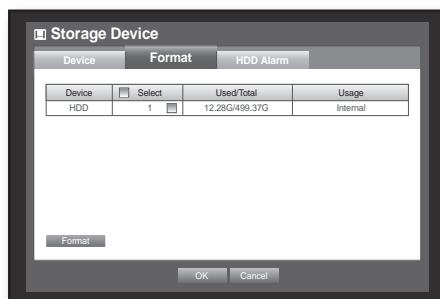 Storage Device
Device Format HDD Alarm
Device Select Used/Total Usage
HDD 1 12.28G/499.37G Internal
Format
OK Cancel